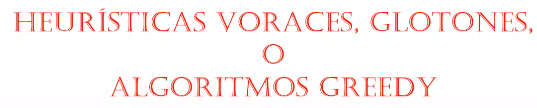 HEURÍSTICAS VORACES, GLOTONES,
O
ALGORITMOS GREEDY